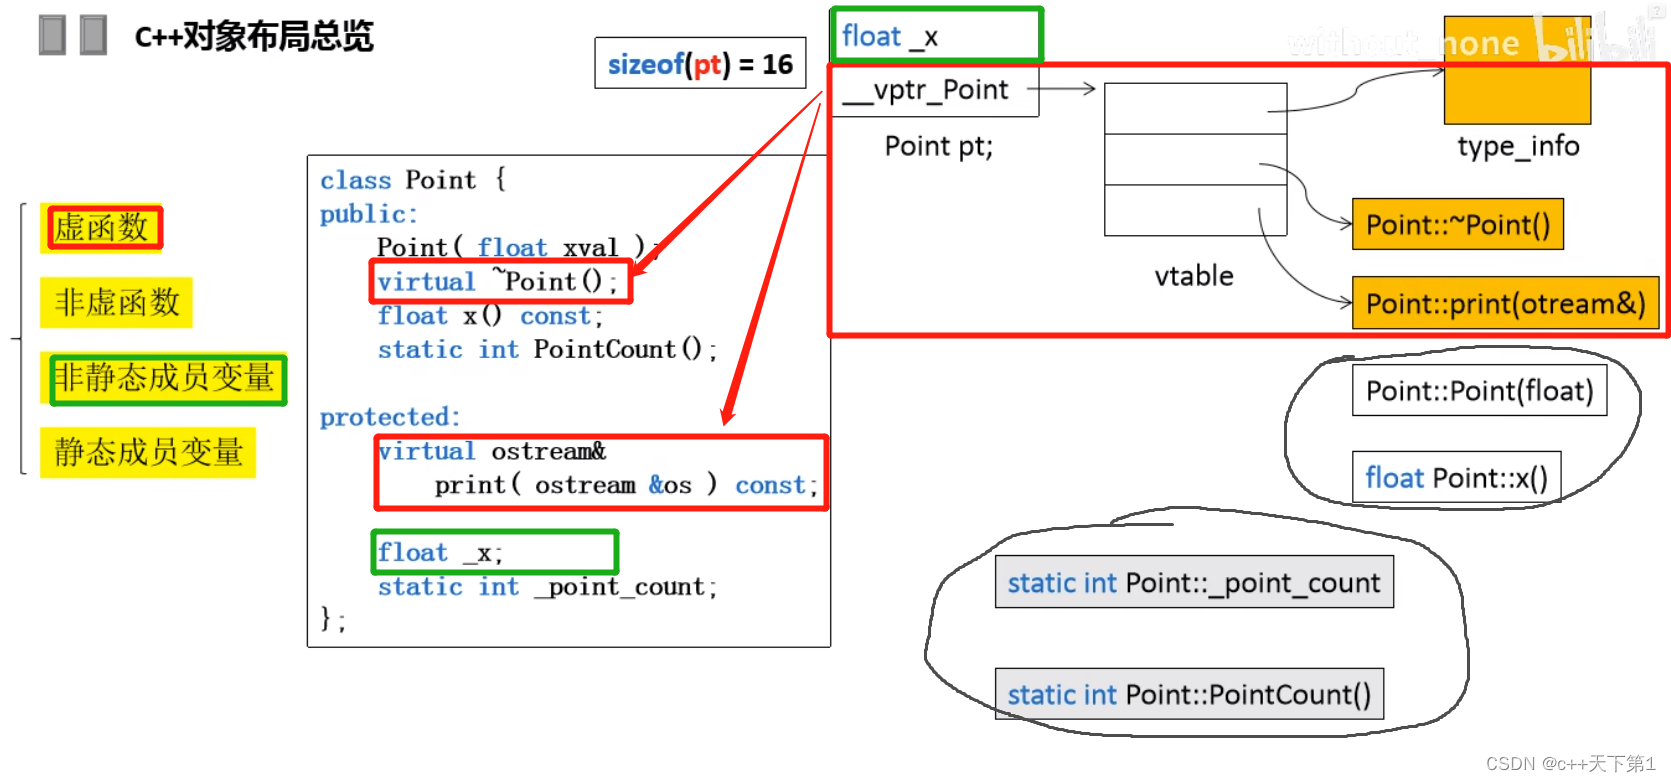 C++对象布局总览
sizeof(pt) = 16
float _x
__vptr_Point
Point pt;
without_none bilibili
type_info
vtable
Point::~Point()
Point::print(otream&)
虚函数
非虚函数
非静态成员变量
静态成员变量
class Point {
public:
Point( float xval );
virtual ~Point();
float x() const;
static int PointCount();
protected:
virtual ostream&
print( ostream &os ) const;
float _x;
static int _point_count;
};
Point::Point(float)
float Point::x()
static int Point::_point_count
static int Point::PointCount()
CSDN @c++天下第1